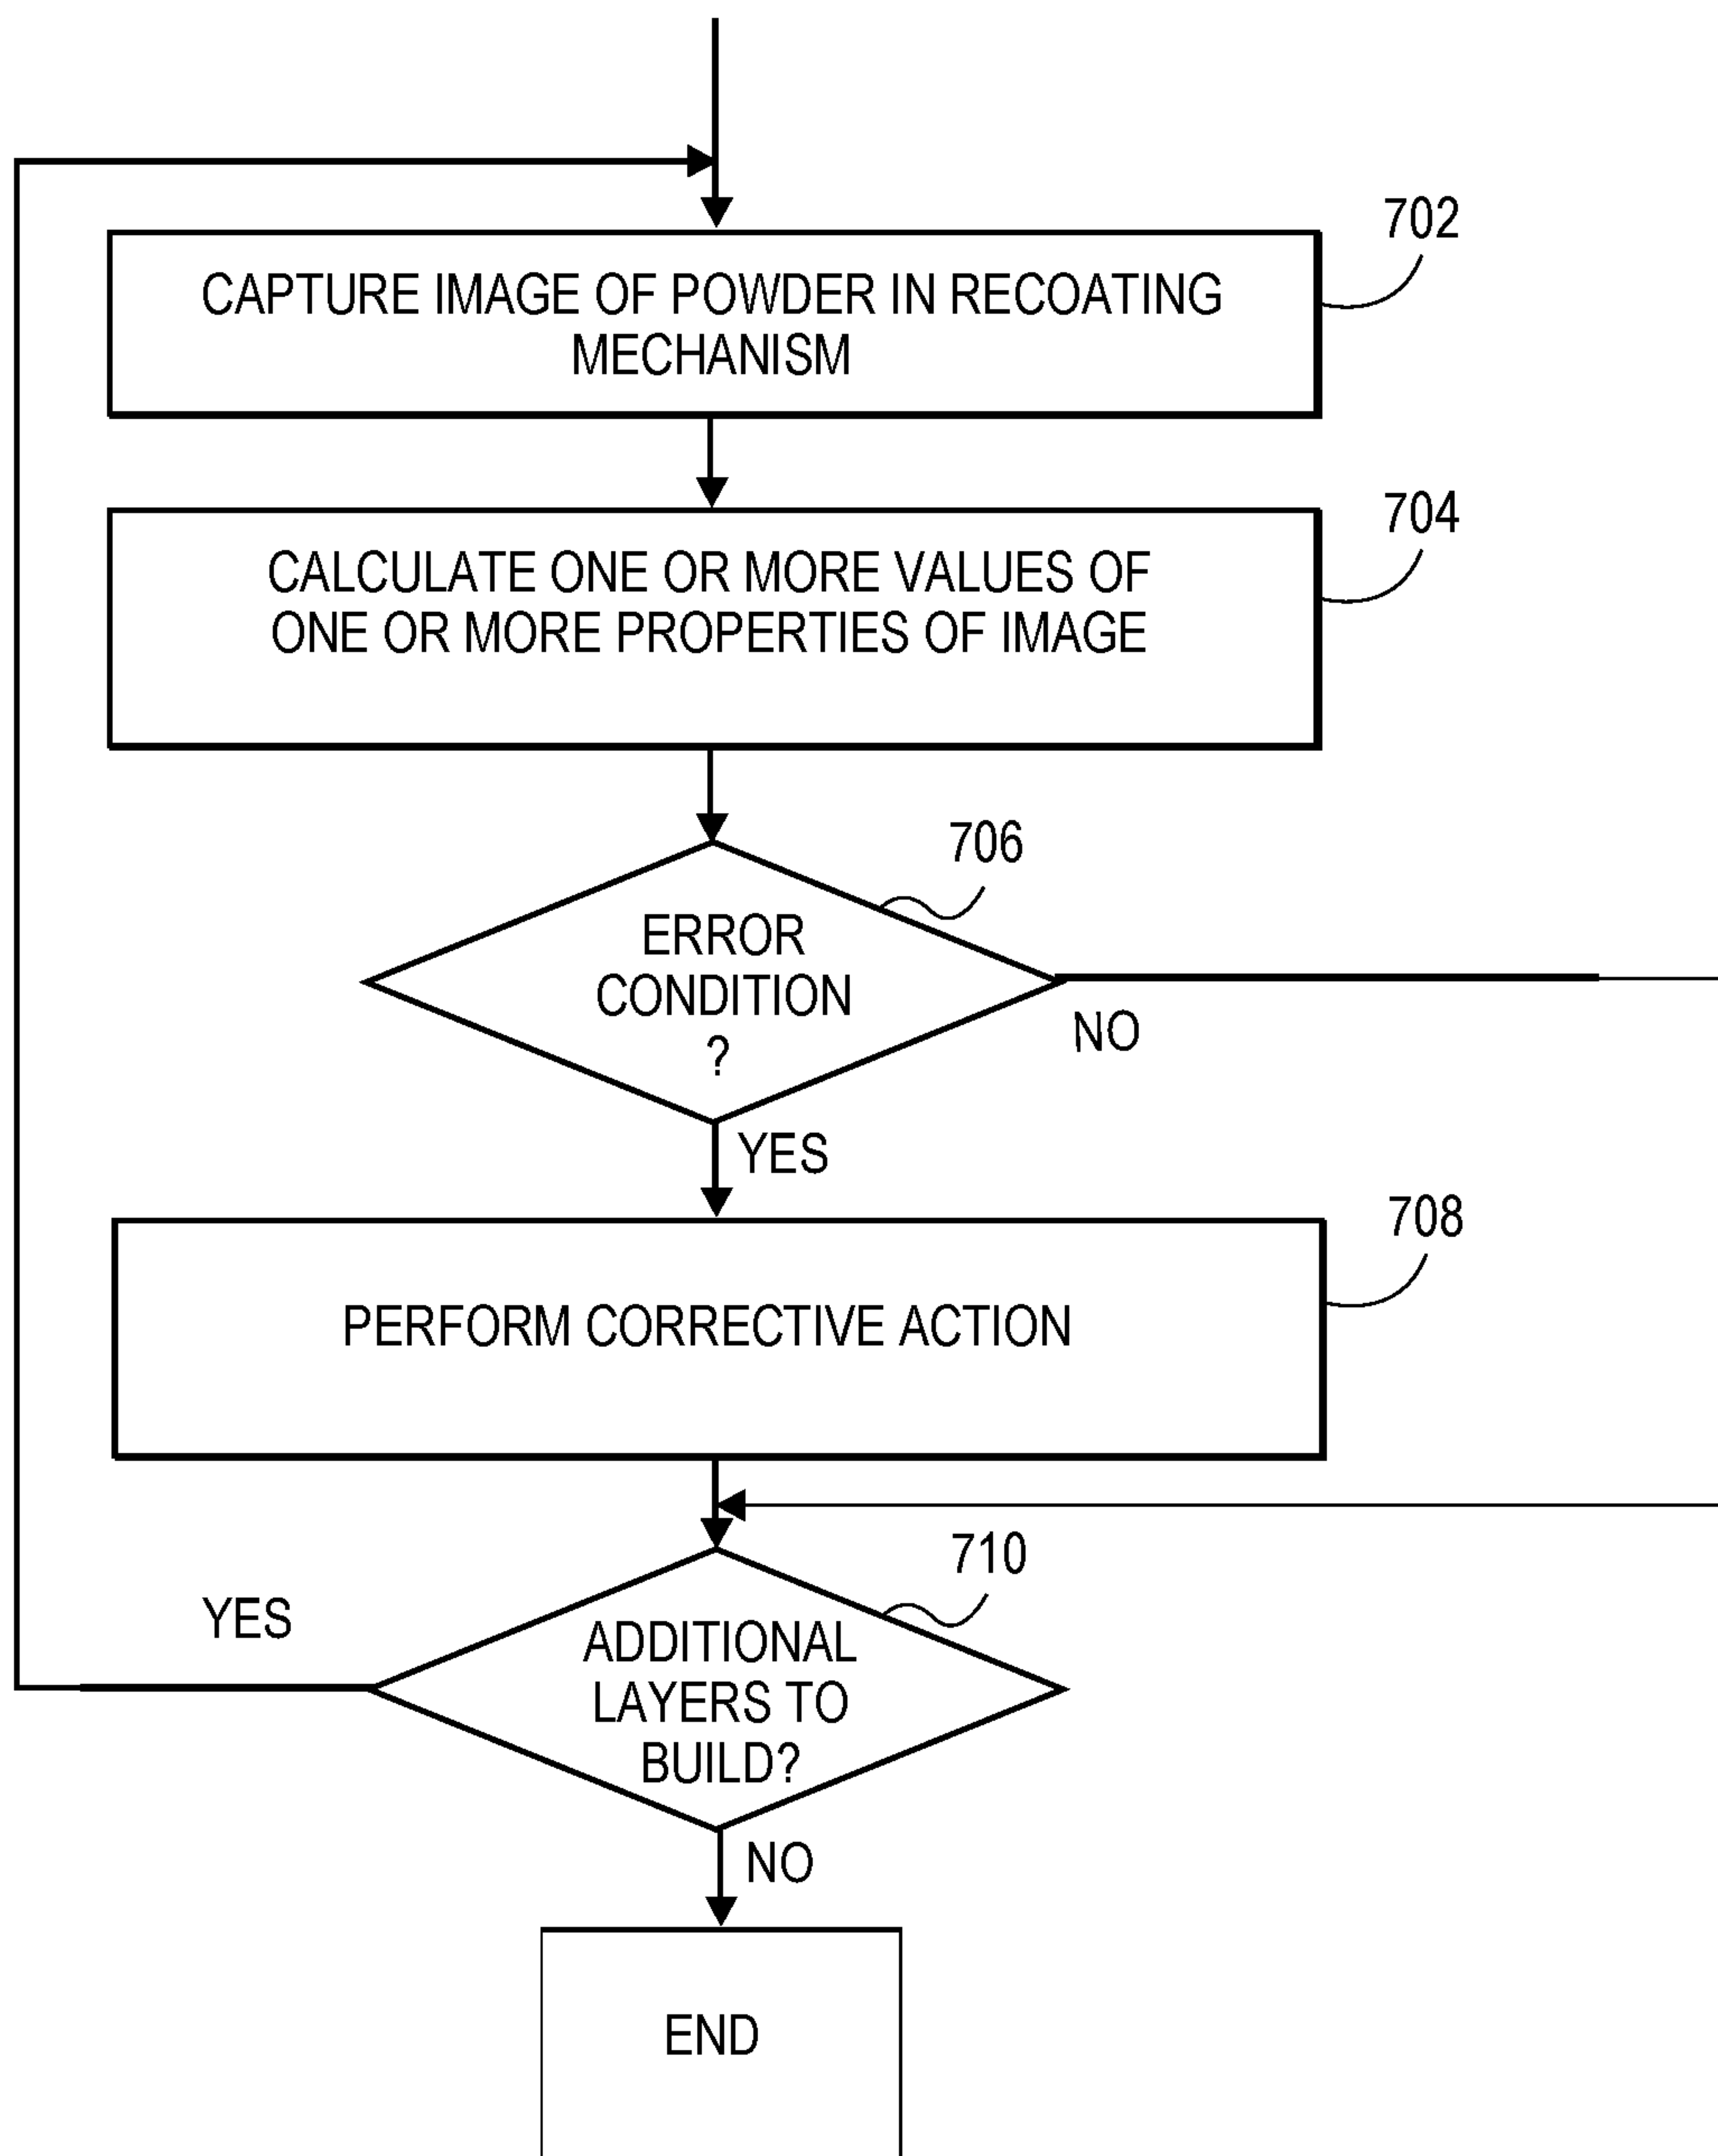 702
CAPTURE IMAGE OF POWDER IN RECOATING
MECHANISM
704
CALCULATE ONE OR MORE VALUES OF
ONE OR MORE PROPERTIES OF IMAGE
706
ERROR
CONDITION
?
NO
YES
708
PERFORM CORRECTIVE ACTION
710
YES
ADDITIONAL
LAYERS TO
BUILD?
NO
END